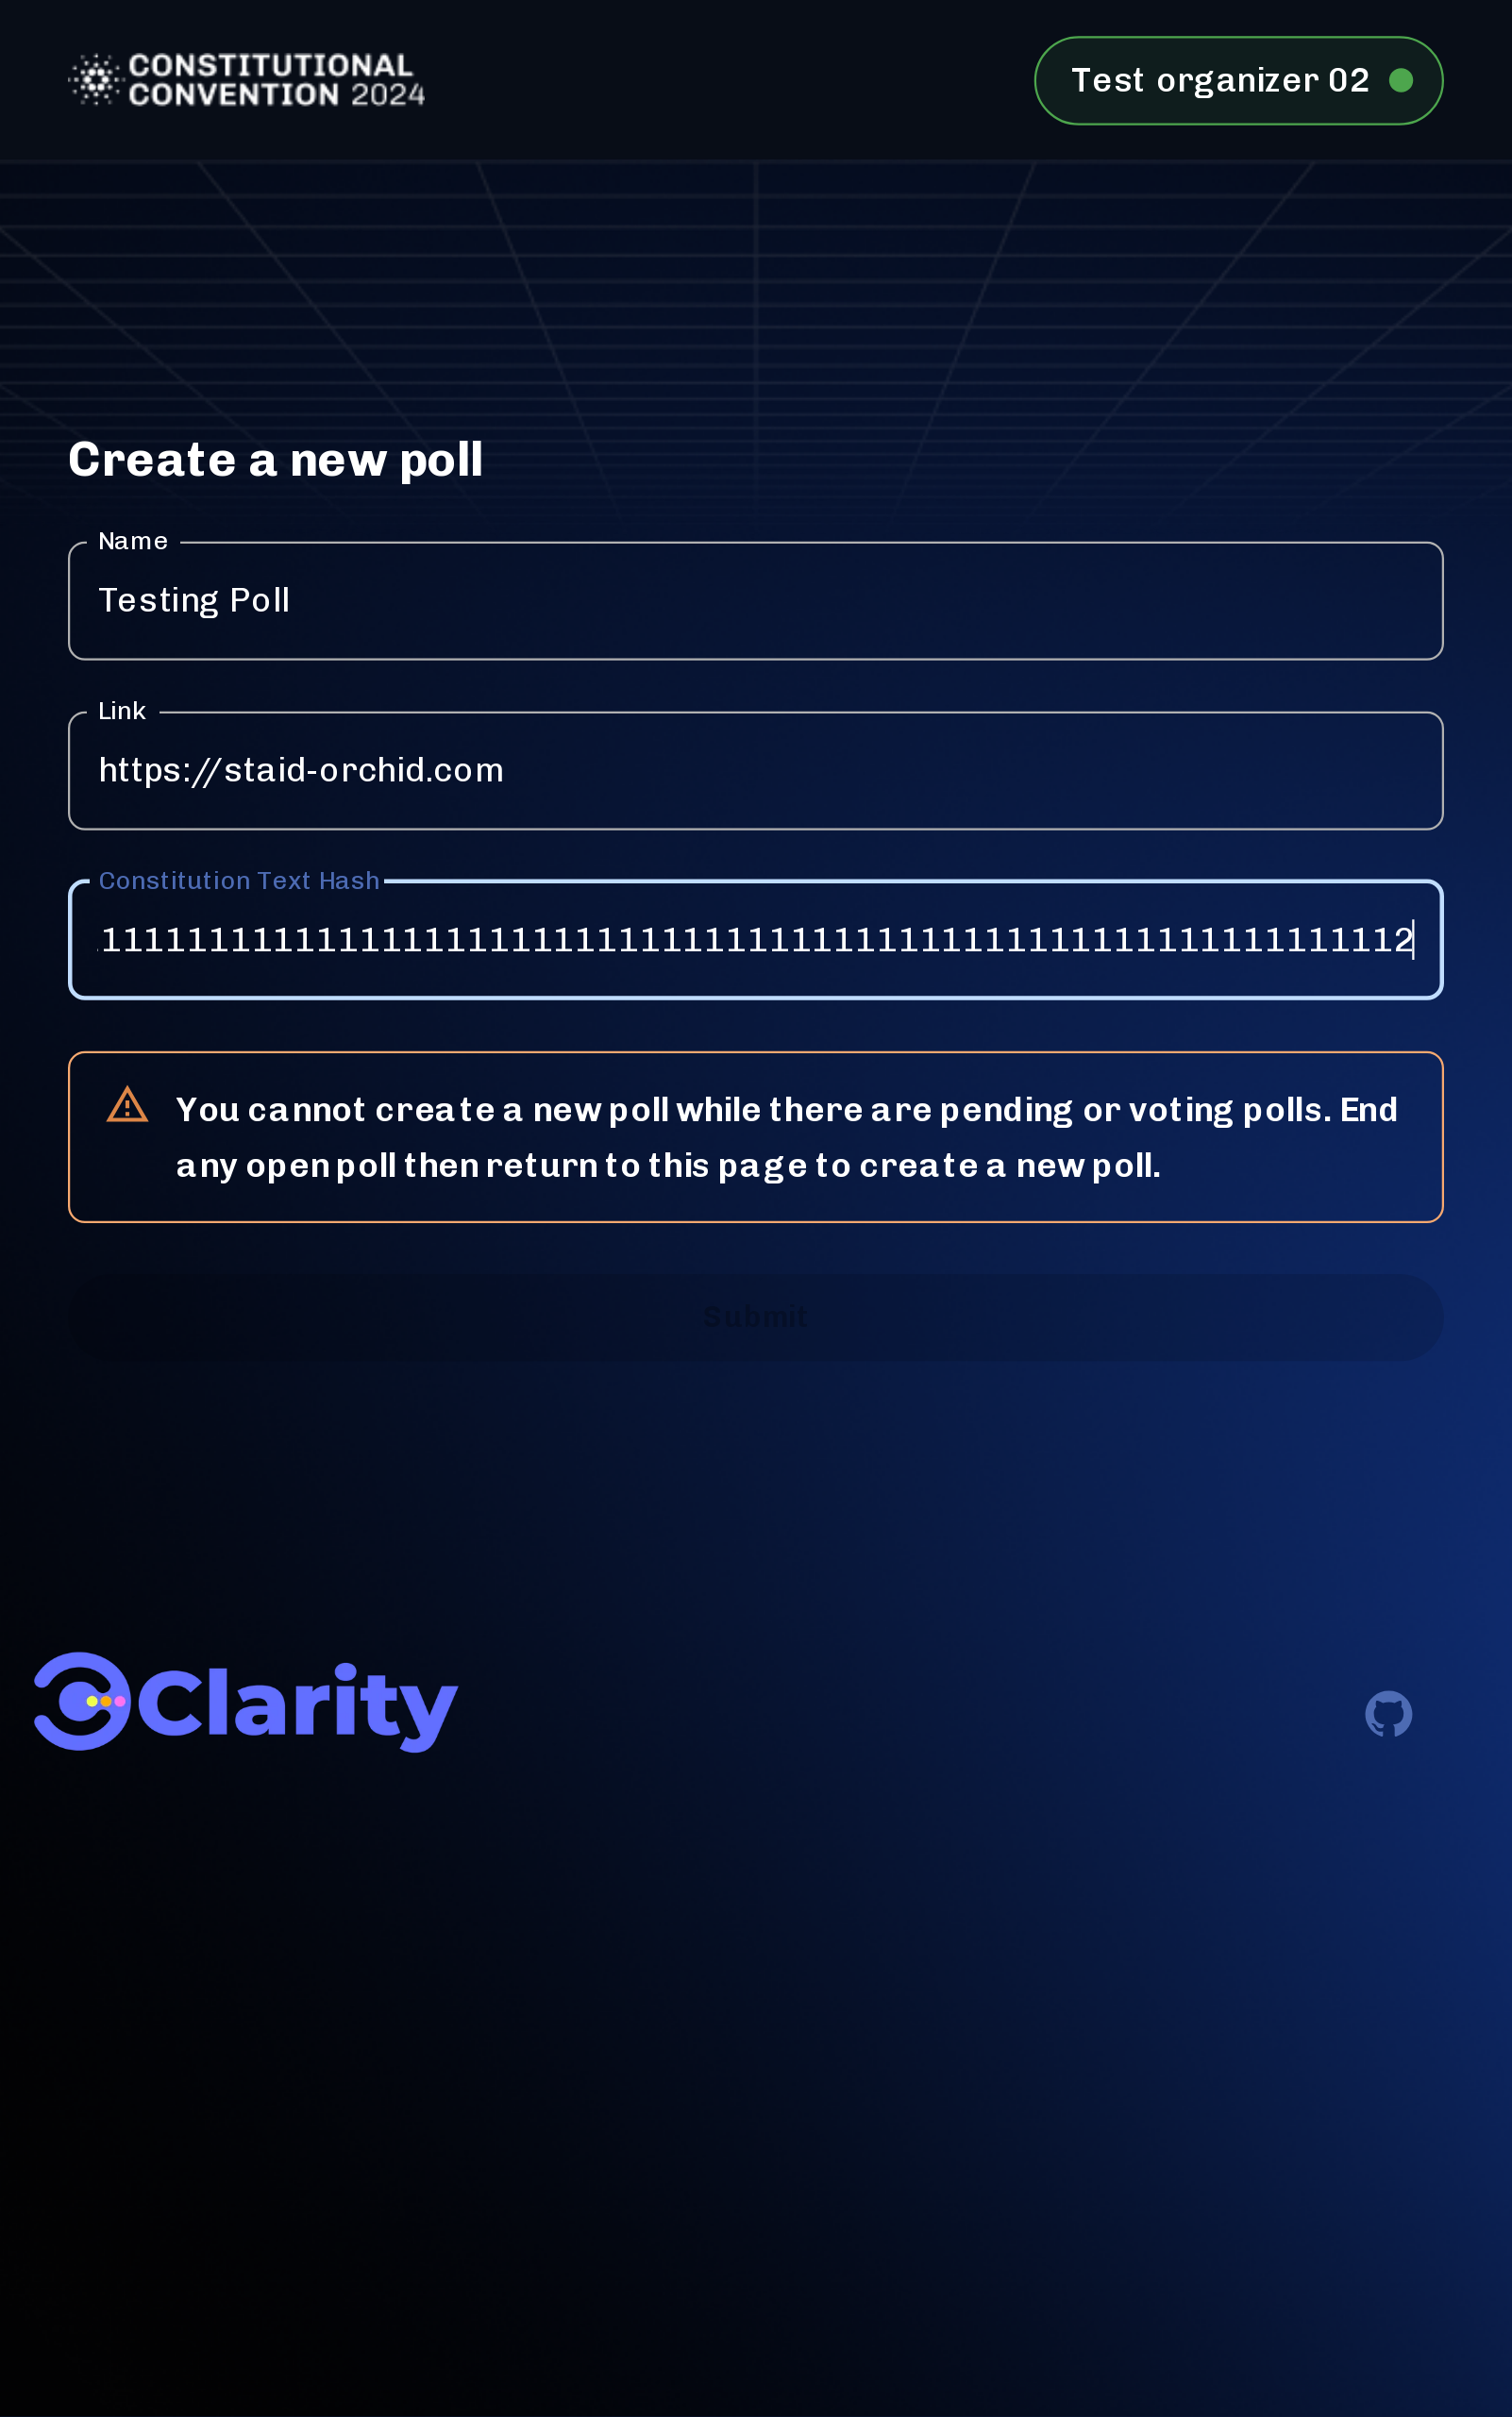 CONSTITUTIONAL
CONVENTION 2024
Test organizer 02
Create a new poll
Name
Testing Poll
Link
https://staid-orchid.com
Constitution Text Hash
1111111111111111111111111111111111111111111111111111111111112
You cannot create a new poll while there are pending or voting polls. End
any open poll then return to this page to create a new poll.
Submit
Clarity